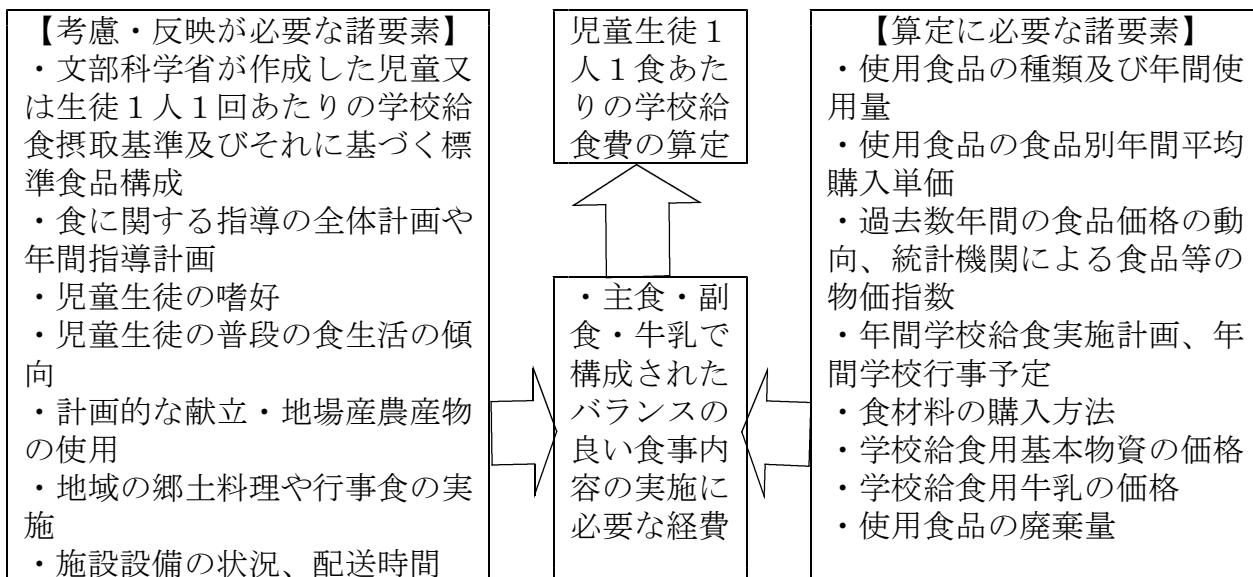 【考慮・反映が必要な諸要素】
・文部科学省が作成した児童又
は生徒１人１回あたりの学校給
食摂取基準及びそれに基づく標
準食品構成
・食に関する指導の全体計画や
年間指導計画
・児童生徒の嗜好
・児童生徒の普段の食生活の傾
向
・計画的な献立・地場産農産物
の使用
・地域の郷土料理や行事食の実
施
・施設設備の状況、配送時間
児童生徒１
人１食あた
りの学校給
食費の算定
・主食・副
食・牛乳で
構成された
バランスの
良い食事内
容の実施に
必要な経費
【算定に必要な諸要素】
・使用食品の種類及び年間使
用量
・使用食品の食品別年間平均
購入単価
・過去数年間の食品価格の動
向、統計機関による食品等の
物価指数
・年間学校給食実施計画、年
間学校行事予定
・食材料の購入方法
・学校給食用基本物資の価格
・学校給食用牛乳の価格
・使用食品の廃棄量